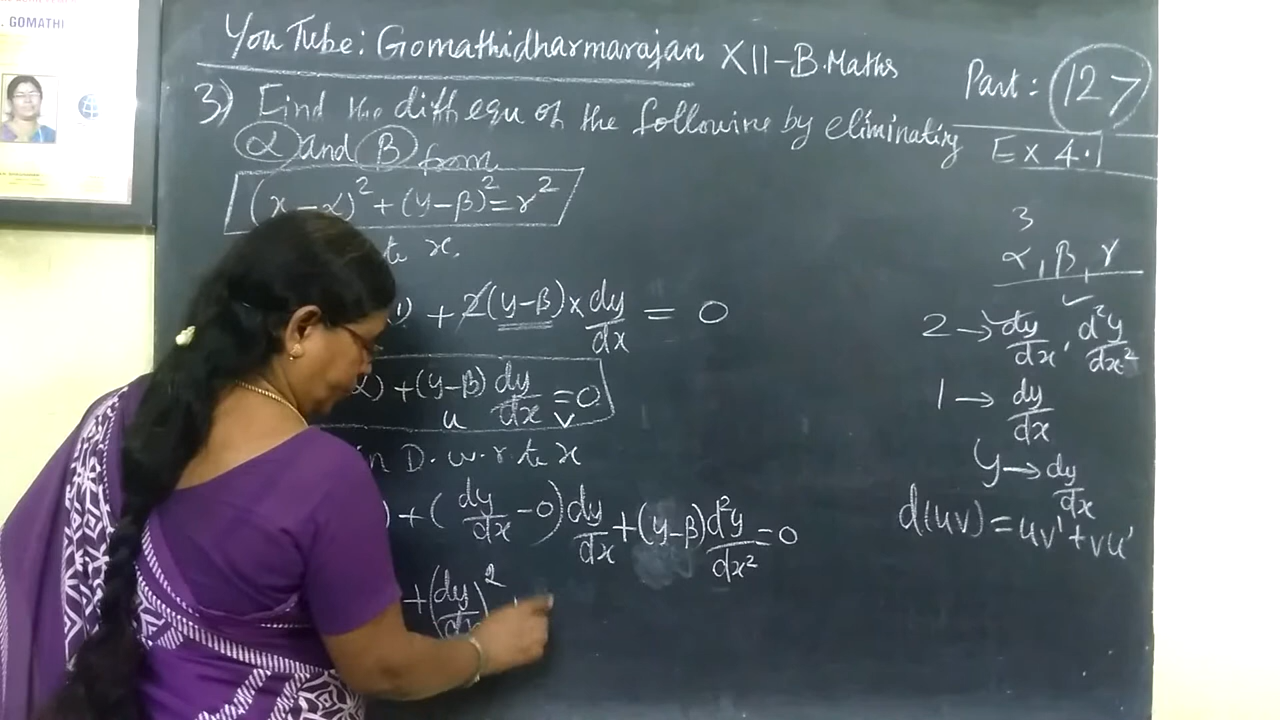 . GOMATHI
YouTube: Gomathidharmarajan XII-B.Maths
Part: 127
Ex 4.1
3) Find the diff equ of the following by eliminating
α and β from
(x-α)² + (y-β)² = r²
x.
1) + 2(y-β) × dy/dx = 0
α) + (y-β) dy/dx = 0
u v
n D.w.r.to x
) + (dy/dx - 0) dy/dx + (y-β) d²y/dx² = 0
+ (dy/dx)²
3
α, β, r
2 → dy/dx, d²y/dx²
1 → dy/dx
y → dy/dx
d(uv) = uv' + vu'